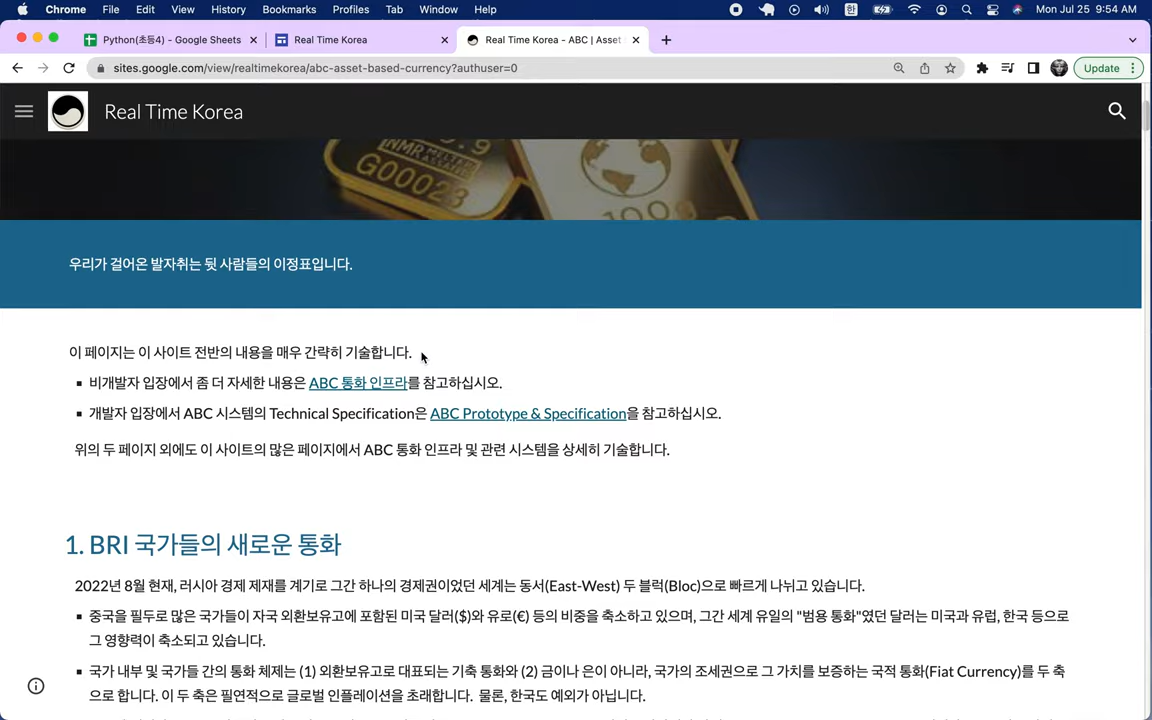 Chrome File Edit View History Bookmarks Profiles Tab Window Help 한 Mon Jul 25 9:54 AM
Python(초등4) - Google Sheets Real Time Korea Real Time Korea - ABC | Asset
sites.google.com/view/realtimekorea/abc-asset-based-currency?authuser=0 Update
Real Time Korea
G00023
우리가 걸어온 발자취는 뒷 사람들의 이정표입니다.
이 페이지는 이 사이트 전반의 내용을 매우 간략히 기술합니다.
▪ 비개발자 입장에서 좀 더 자세한 내용은 ABC 통화 인프라를 참고하십시오.
▪ 개발자 입장에서 ABC 시스템의 Technical Specification은 ABC Prototype & Specification을 참고하십시오.
위의 두 페이지 외에도 이 사이트의 많은 페이지에서 ABC 통화 인프라 및 관련 시스템을 상세히 기술합니다.
1. BRI 국가들의 새로운 통화
2022년 8월 현재, 러시아 경제 제재를 계기로 그간 하나의 경제권이었던 세계는 동서(East-West) 두 블럭(Bloc)으로 빠르게 나뉘고 있습니다.
▪ 중국을 필두로 많은 국가들이 자국 외환보유고에 포함된 미국 달러($)와 유로(€) 등의 비중을 축소하고 있으며, 그간 세계 유일의 "범용 통화"였던 달러는 미국과 유럽, 한국 등으로
그 영향력이 축소되고 있습니다.
▪ 국가 내부 및 국가들 간의 통화 체제는 (1) 외환보유고로 대표되는 기축 통화와 (2) 금이나 은이 아니라, 국가의 조세권으로 그 가치를 보증하는 국적 통화(Fiat Currency)를 두 축
으로 합니다. 이 두 축은 필연적으로 글로벌 인플레이션을 초래합니다. 물론, 한국도 예외가 아닙니다.